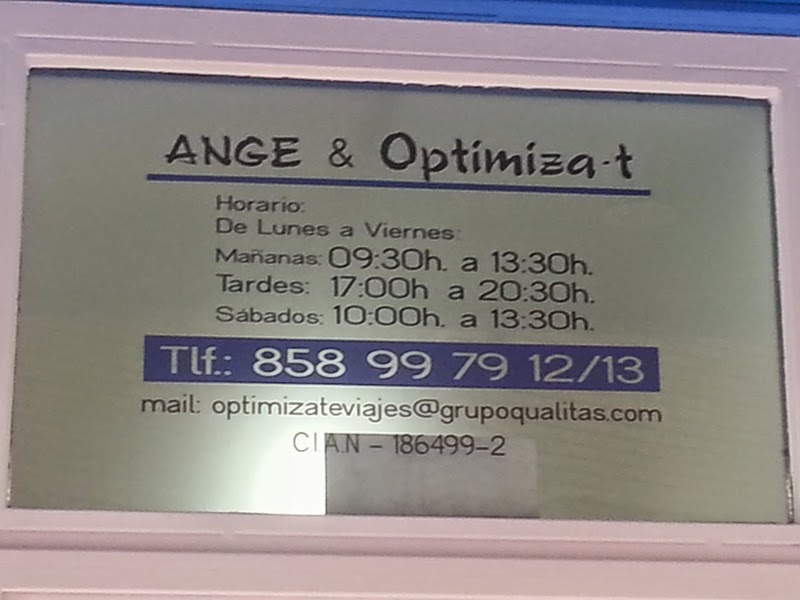 ANGE & Optimiza-t
Horario:
De Lunes a Viernes:
Mañanas: 09:30h. a 13:30h.
Tardes: 17:00h a 20:30h.
Sábados: 10:00h. a 13:30h.
Tlf.: 858 99 79 12/13
mail: optimizateviajes@grupoqualitas.com
C I A.N - 186499-2